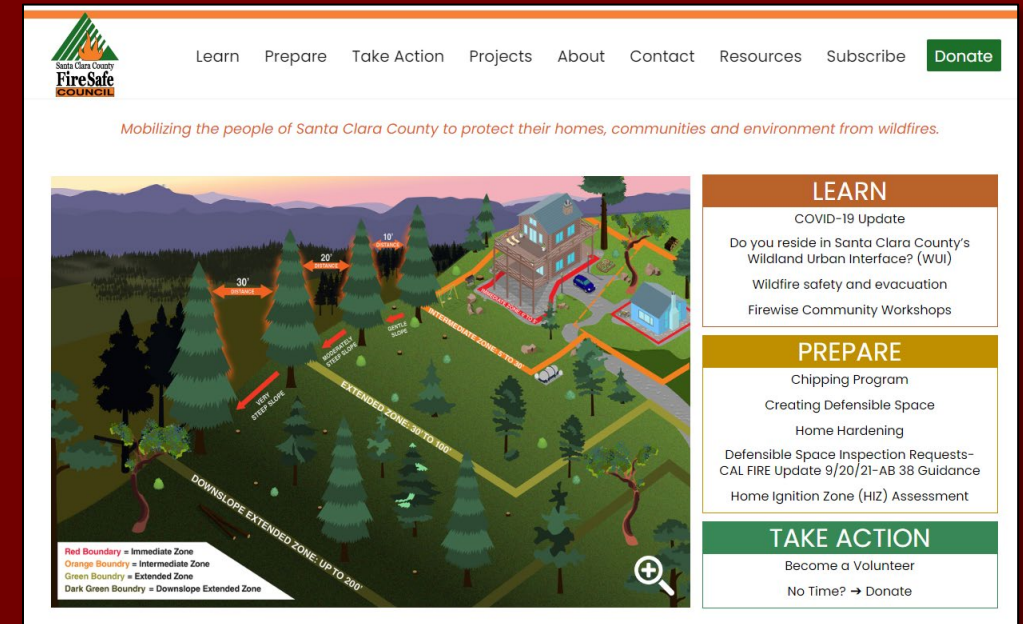 Santa Clara County
FireSafe
COUNCIL
Learn Prepare Take Action Projects About Contact Resources Subscribe Donate
Mobilizing the people of Santa Clara County to protect their homes, communities and environment from wildfires.
30'
DISTANCE
20'
DISTANCE
10'
DISTANCE
GENTLE
SLOPE
MODERATELY
STEEP SLOPE
VERY
STEEP SLOPE
INTERMEDIATE ZONE: 5' TO 30'
EXTENDED ZONE: 30' TO 100'
DOWNSLOPE EXTENDED ZONE: UP TO 200'
Red Boundary = Immediate Zone
Orange Boundry = Intermediate Zone
Green Boundry = Extended Zone
Dark Green Boundry = Downslope Extended Zone
LEARN
COVID-19 Update
Do you reside in Santa Clara County's
Wildland Urban Interface? (WUI)
Wildfire safety and evacuation
Firewise Community Workshops
PREPARE
Chipping Program
Creating Defensible Space
Home Hardening
Defensible Space Inspection Requests-
CAL FIRE Update 9/20/21-AB 38 Guidance
Home Ignition Zone (HIZ) Assessment
TAKE ACTION
Become a Volunteer
No Time? → Donate